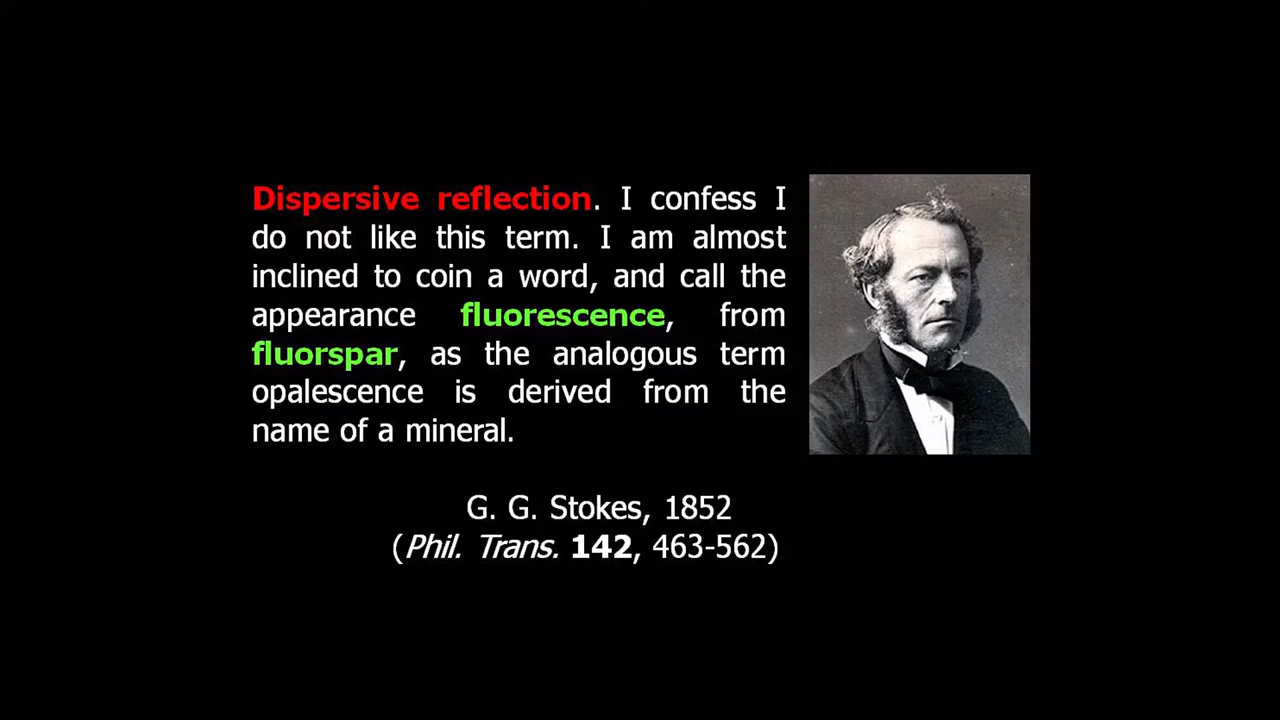 Dispersive reflection. I confess I
do not like this term. I am almost
inclined to coin a word, and call the
appearance fluorescence, from
fluorspar, as the analogous term
opalescence is derived from the
name of a mineral.
G. G. Stokes, 1852
(Phil. Trans. 142, 463-562)